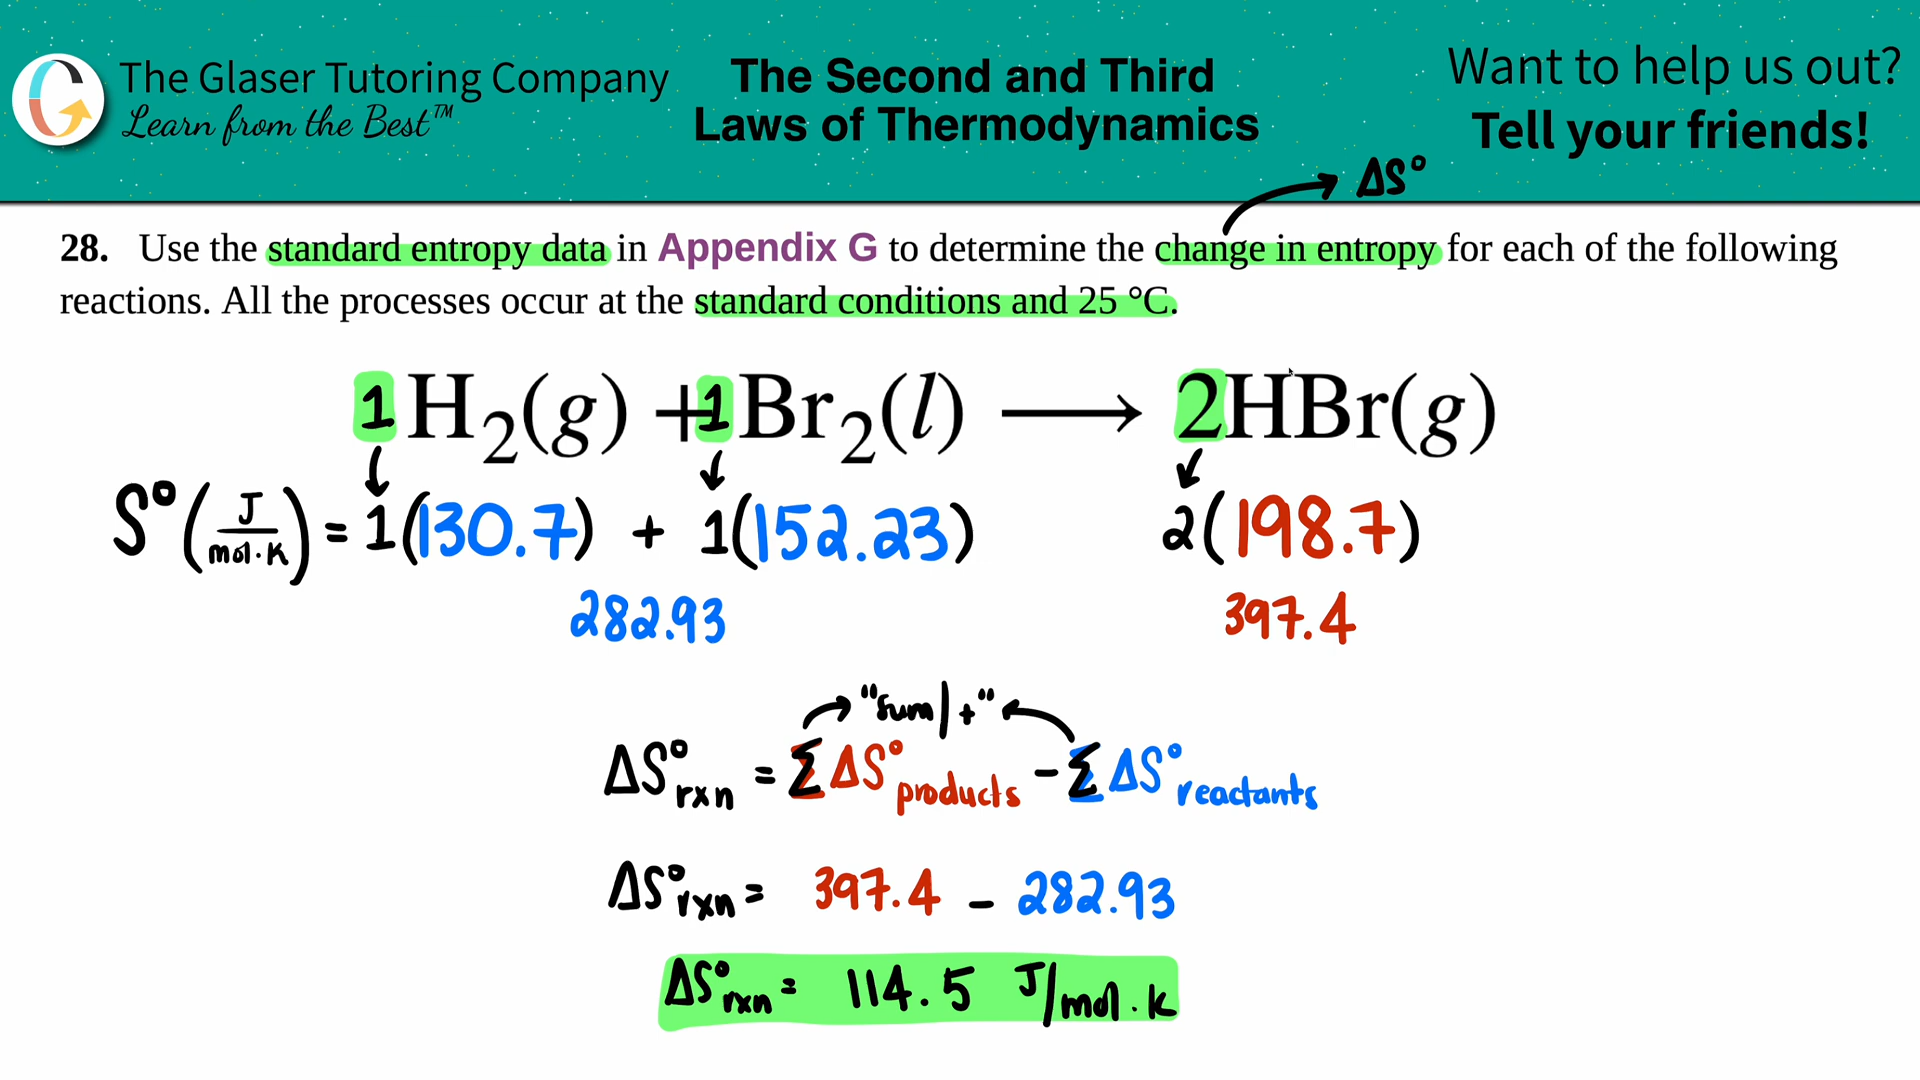 The Glaser Tutoring Company
Learn from the Best™
The Second and Third
Laws of Thermodynamics
Want to help us out?
Tell your friends!
ΔS°
28. Use the standard entropy data in Appendix G to determine the change in entropy for each of the following
reactions. All the processes occur at the standard conditions and 25 °C.
1H₂(g) + 1Br₂(l) ⟶ 2HBr(g)
S° (J/mol·K) = 1(130.7) + 1(152.23) 2(198.7)
282.93 397.4
"sum/+"
ΔS°rxn = Σ ΔS°products - Σ ΔS°reactants
ΔS°rxn = 397.4 - 282.93
ΔS°rxn = 114.5 J/mol·K